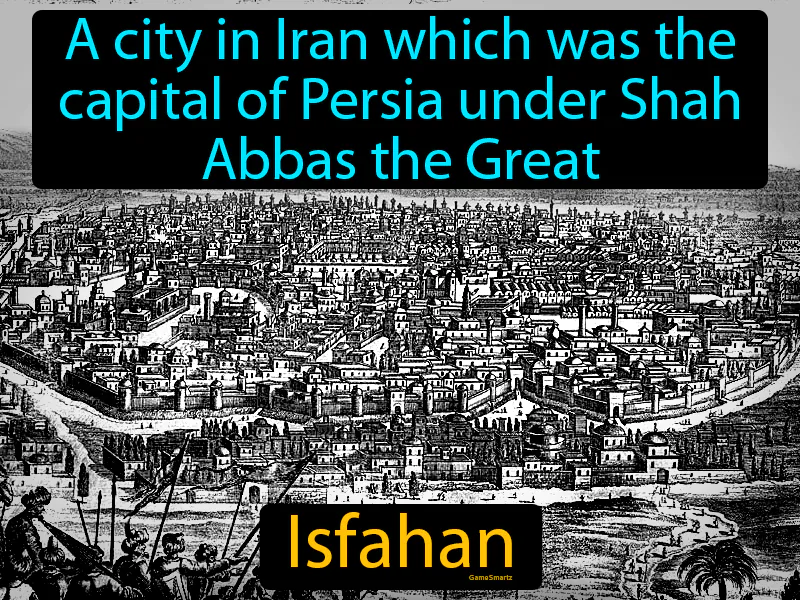 A city in Iran which was the
capital of Persia under Shah
Abbas the Great
Isfahan
GameSmartz